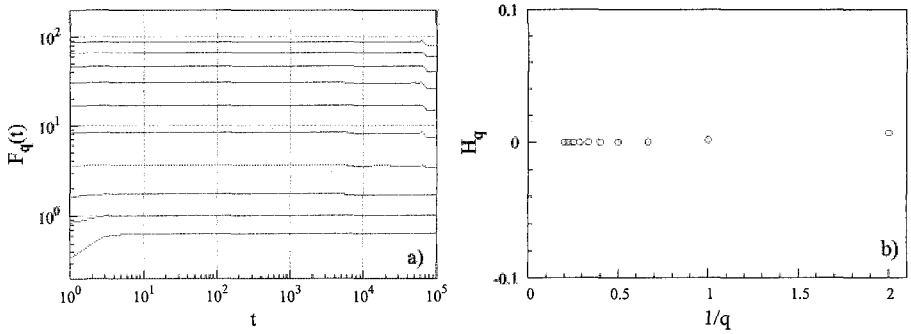 10²
10¹
10⁰
F_q(t)
10⁰ 10¹ 10² 10³ 10⁴ 10⁵
t
a)
0.1
0
-0.1
H_q
0 0.5 1 1.5 2
1/q
b)